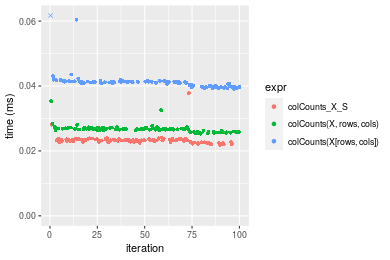 0.06
0.04
0.02
0.00
time (ms)
0
25
50
75
100
iteration
expr
colCounts_X_S
colCounts(X, rows, cols)
colCounts(X[rows, cols])